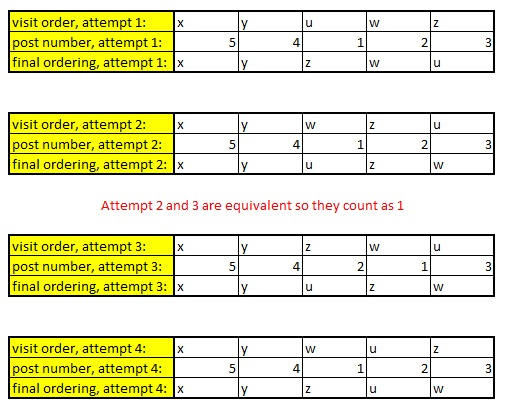 visit order, attempt 1: x y u w z
post number, attempt 1: 5 4 1 2 3
final ordering, attempt 1: x y z w u
visit order, attempt 2: x y w z u
post number, attempt 2: 5 4 1 2 3
final ordering, attempt 2: x y u z w
Attempt 2 and 3 are equivalent so they count as 1
visit order, attempt 3: x y z w u
post number, attempt 3: 5 4 2 1 3
final ordering, attempt 3: x y u z w
visit order, attempt 4: x y w u z
post number, attempt 4: 5 4 1 2 3
final ordering, attempt 4: x y z u w